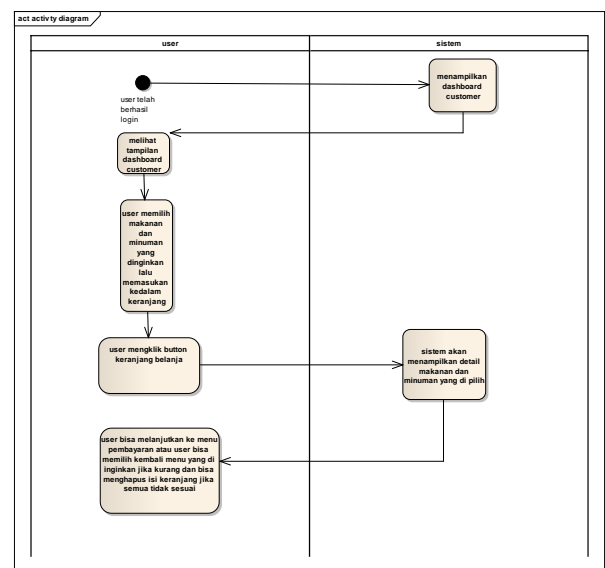 act activty diagram
user
sistem
menampilkan
dashboard
customer
user telah
berhasil
login
melihat
tampilan
dashboard
customer
user memilih
makanan
dan
minuman
yang
dinginkan
lalu
memasukan
kedalam
keranjang
user mengklik button
keranjang belanja
sistem akan
menampilkan detail
makanan dan
minuman yang di pilih
user bisa melanjutkan ke menu
pembayaran atau user bisa
memilih kembali menu yang di
inginkan jika kurang dan bisa
menghapus isi keranjang jika
semua tidak sesuai